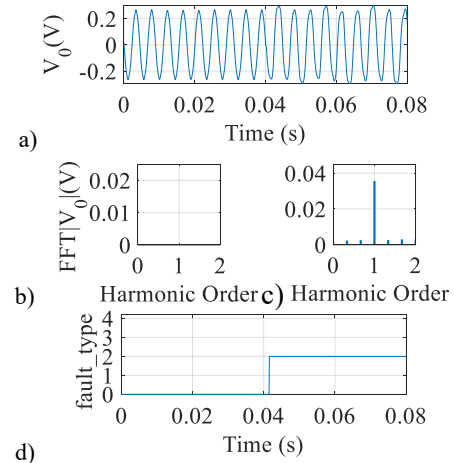 V0(V)
0.2
0
-0.2
0 0.02 0.04 0.06 0.08
Time (s)
a)
FFT|V0|(V)
0.02
0.01
0
0 1 2
Harmonic Order
b)
0.04
0.02
0
0 1 2
Harmonic Order
c)
fault_type
4
3
2
1
0
0 0.02 0.04 0.06 0.08
Time (s)
d)